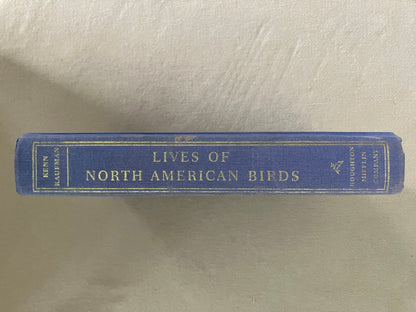 KENN
KAUFMAN
LIVES OF
NORTH AMERICAN BIRDS
HOUGHTON
MIFFLIN
COMPANY